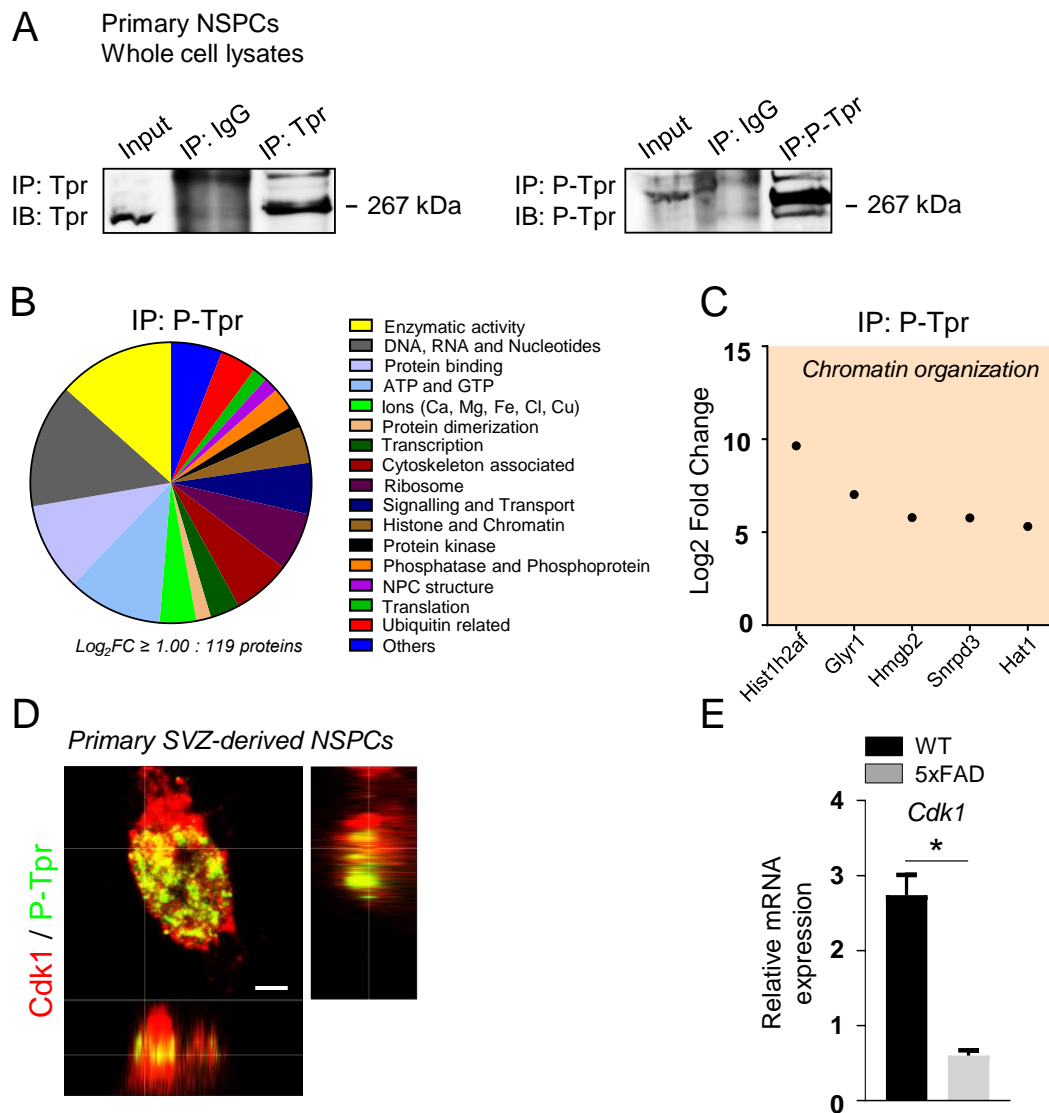 A
Primary NSPCs
Whole cell lysates
Input
IP: IgG
IP: Tpr
IP: Tpr
IB: Tpr
– 267 kDa
Input
IP: IgG
IP:P-Tpr
IP: P-Tpr
IB: P-Tpr
– 267 kDa
B
IP: P-Tpr
Enzymatic activity
DNA, RNA and Nucleotides
Protein binding
ATP and GTP
Ions (Ca, Mg, Fe, Cl, Cu)
Protein dimerization
Transcription
Cytoskeleton associated
Ribosome
Signalling and Transport
Histone and Chromatin
Protein kinase
Phosphatase and Phosphoprotein
NPC structure
Translation
Ubiquitin related
Others
Log₂FC ≥ 1.00 : 119 proteins
C
IP: P-Tpr
Chromatin organization
Log2 Fold Change
15
10
5
0
Hist1h2af
Glyr1
Hmgb2
Snrpd3
Hat1
D
Primary SVZ-derived NSPCs
Cdk1 / P-Tpr
E
WT
5xFAD
Cdk1
*
Relative mRNA
expression
4
3
2
1
0